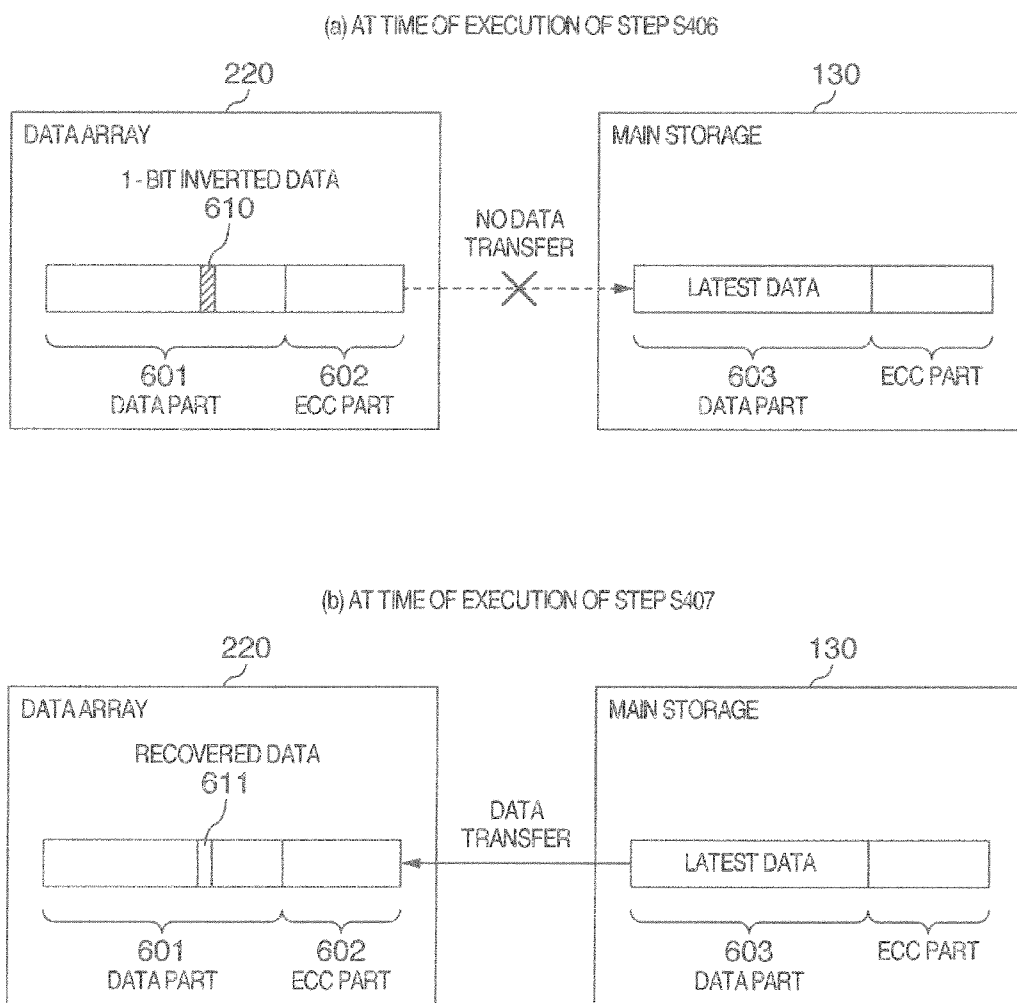 (a) AT TIME OF EXECUTION OF STEP S406
220
130
DATA ARRAY
MAIN STORAGE
1 - BIT INVERTED DATA
610
NO DATA
TRANSFER
LATEST DATA
601
602
603
ECC PART
DATA PART
ECC PART
DATA PART
(b) AT TIME OF EXECUTION OF STEP S407
220
130
DATA ARRAY
MAIN STORAGE
RECOVERED DATA
611
DATA
TRANSFER
LATEST DATA
601
602
603
ECC PART
DATA PART
ECC PART
DATA PART